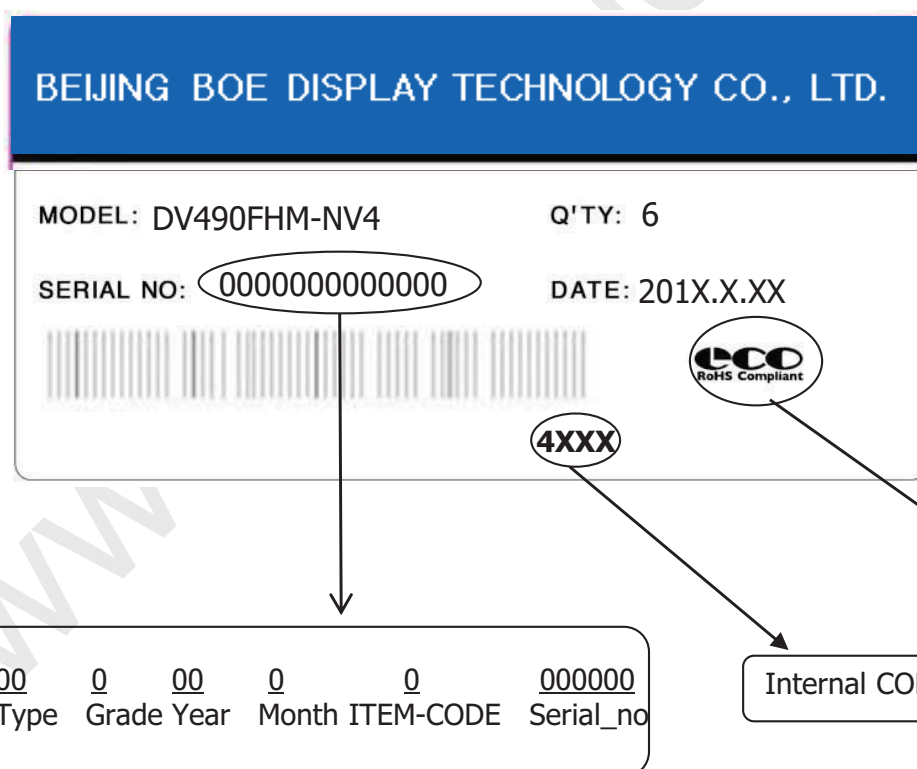 BEIJING BOE DISPLAY TECHNOLOGY CO., LTD.
MODEL: DV490FHM-NV4 Q'TY: 6
SERIAL NO: 0000000000000 DATE: 201X.X.XX
eco
RoHS Compliant
4XXX
00 0 00 0 0 000000
Type Grade Year Month ITEM-CODE Serial_no
Internal